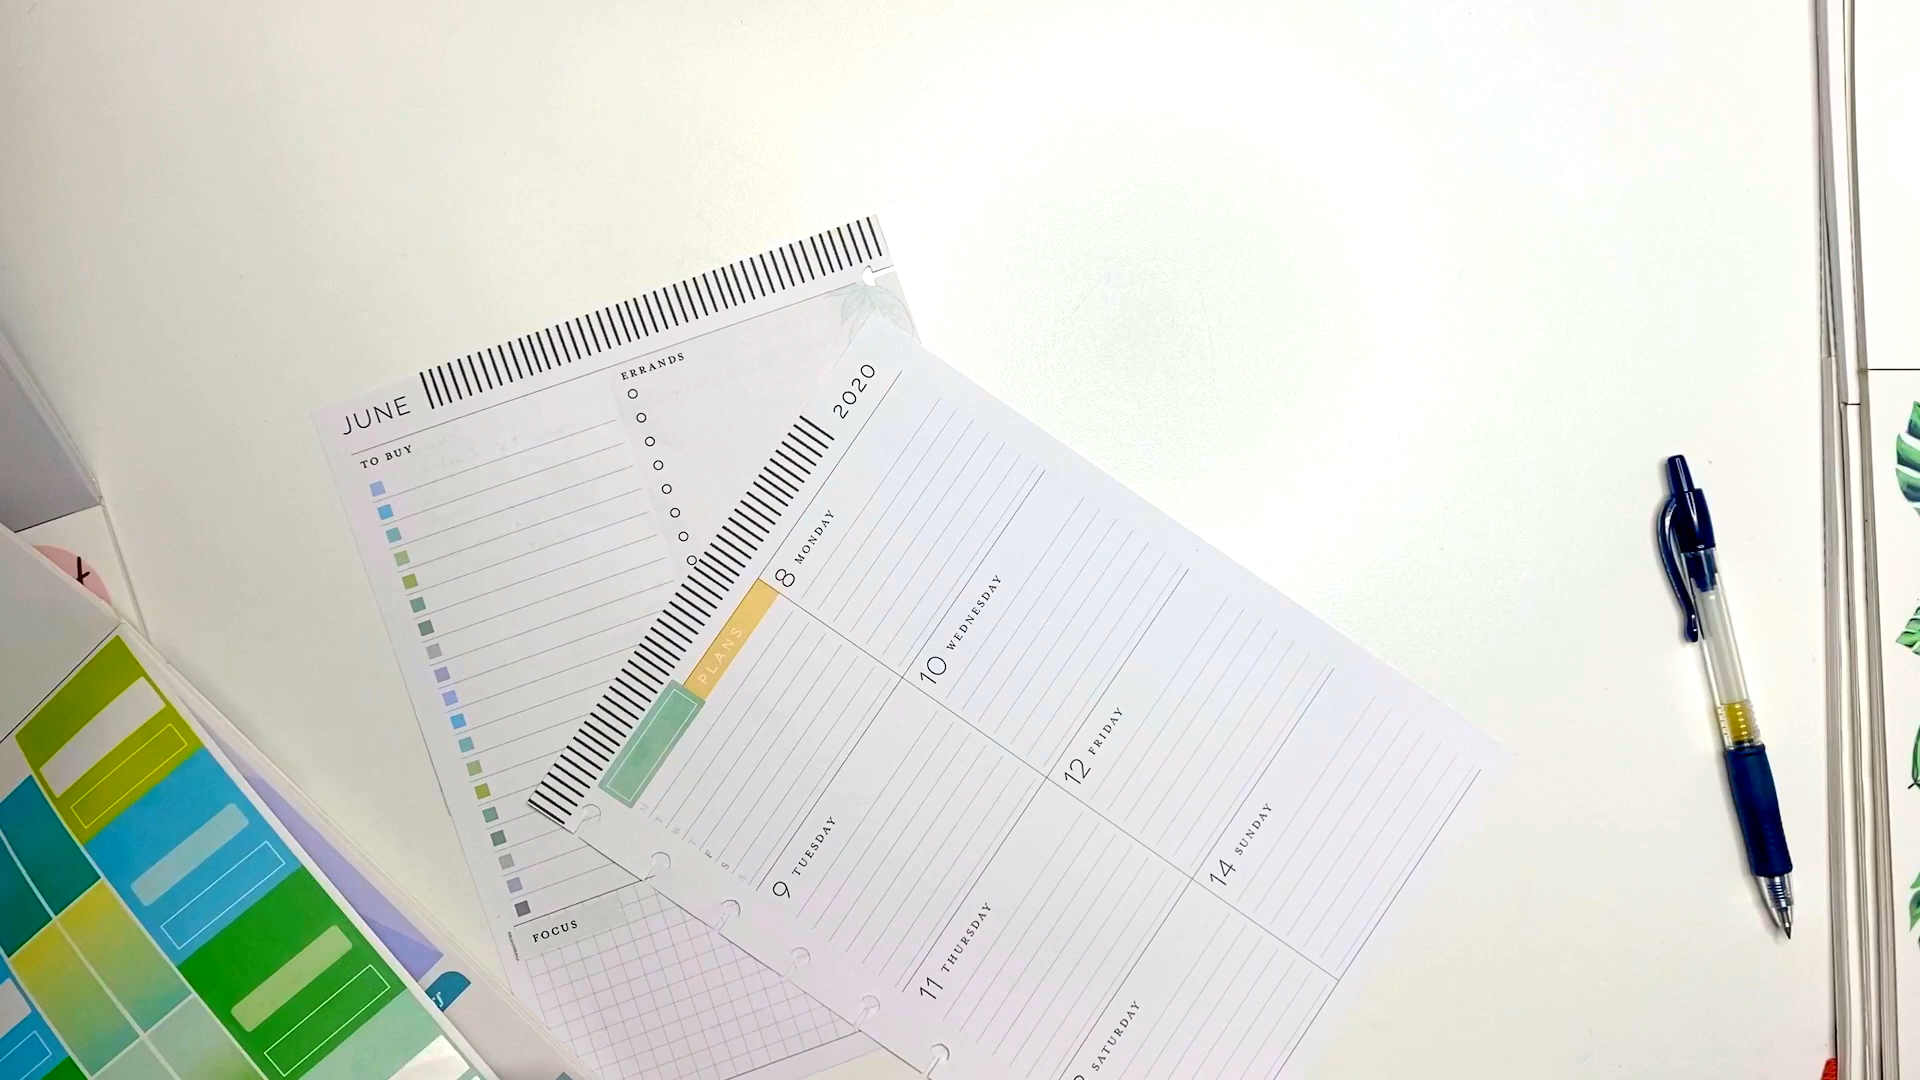 JUNE
TO BUY
ERRANDS
FOCUS
2020
PLANS
8 MONDAY
9 TUESDAY
10 WEDNESDAY
11 THURSDAY
12 FRIDAY
SATURDAY
14 SUNDAY
M
T
W
T
F
S
S